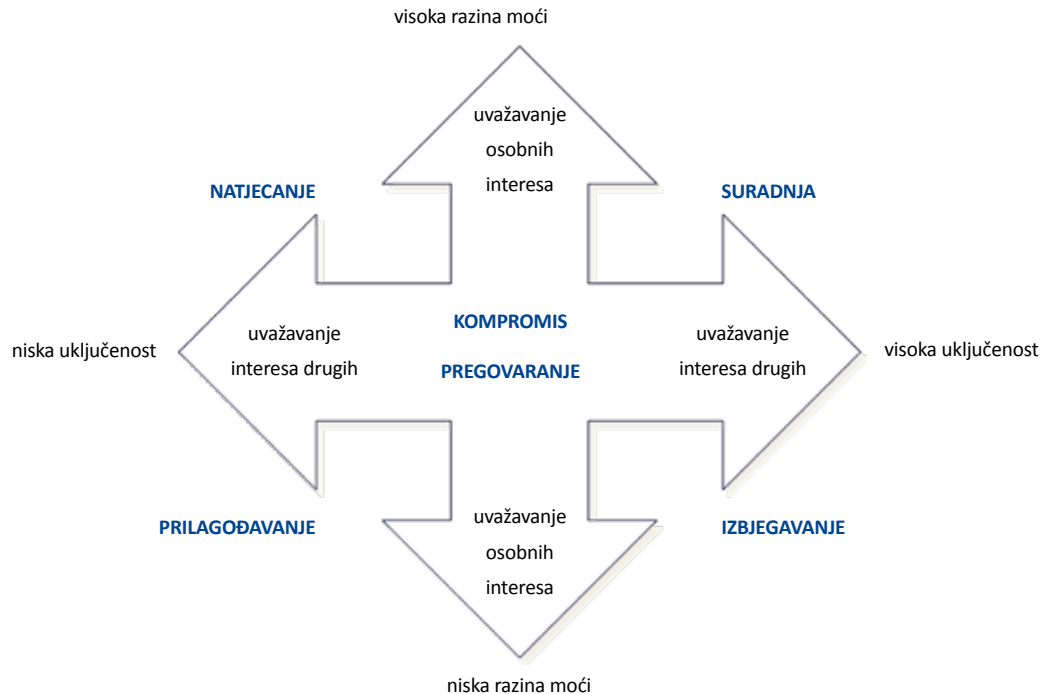 visoka razina moći
uvažavanje
osobnih
interesa
NATJECANJE
SURADNJA
KOMPROMIS
PREGOVARANJE
niska uključenost
uvažavanje
interesa drugih
uvažavanje
interesa drugih
visoka uključenost
PRILAGOĐAVANJE
uvažavanje
osobnih
interesa
IZBJEGAVANJE
niska razina moći